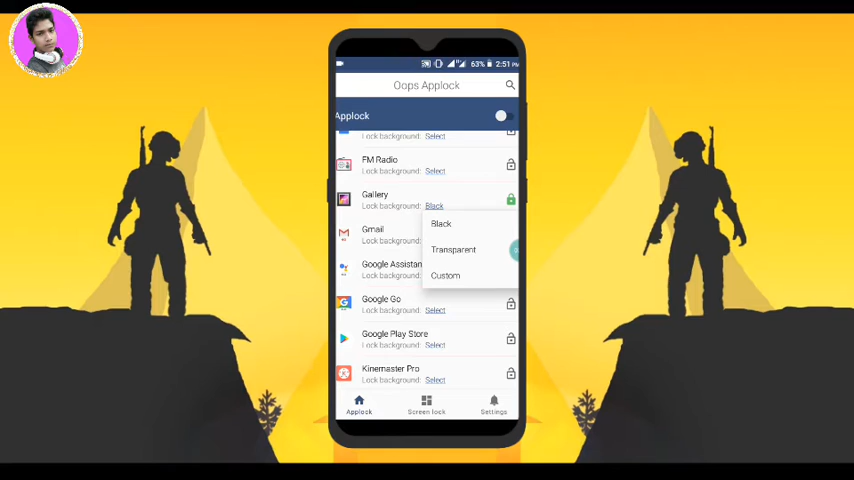 63% 2:51 PM
Oops Applock
Applock
Lock background: Select
FM Radio
Lock background: Select
Gallery
Lock background: Black
Black
Gmail
Lock background:
Transparent
Google Assistan
Lock background:
Custom
Google Go
Lock background: Select
Google Play Store
Lock background: Select
Kinemaster Pro
Lock background: Select
Applock Screen lock Settings